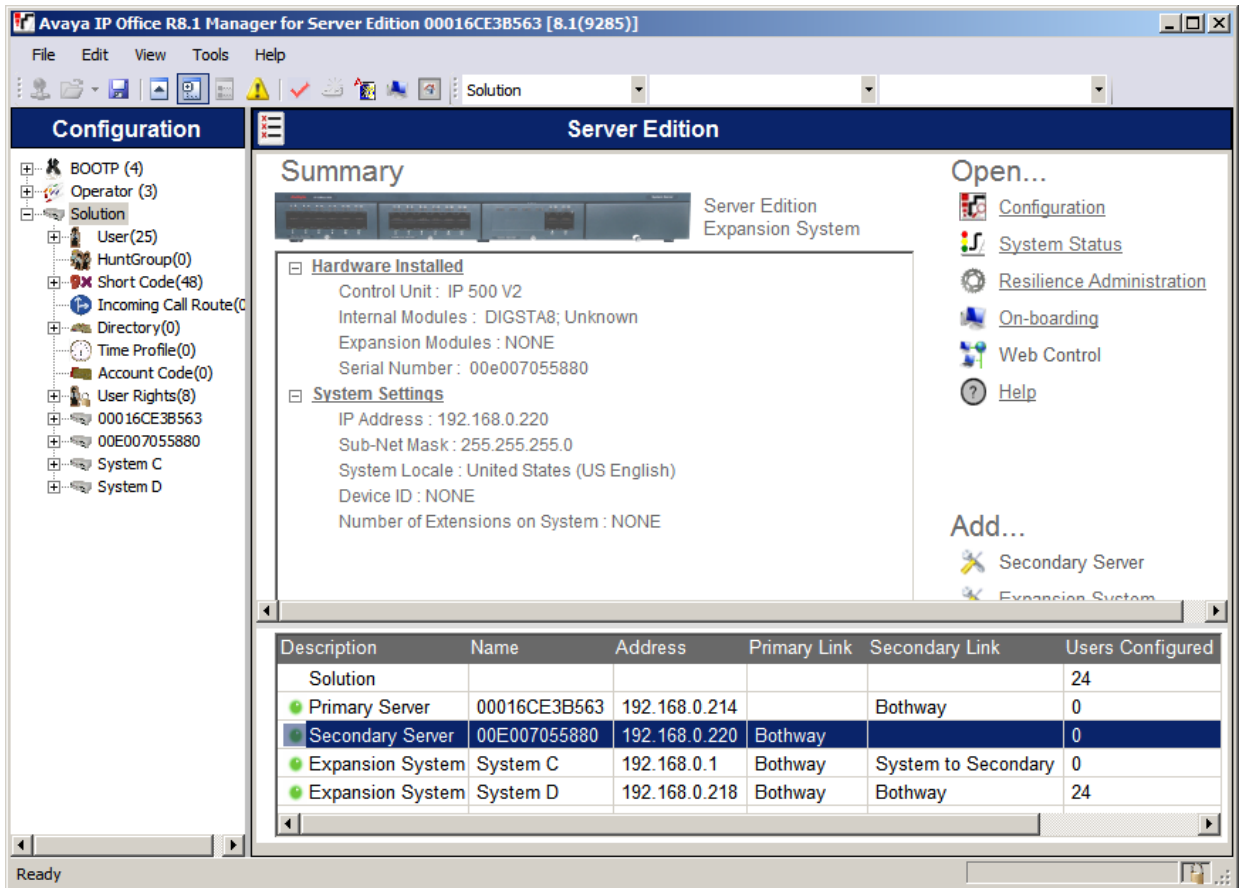 Avaya IP Office R8.1 Manager for Server Edition 00016CE3B563 [8.1(9285)]
File Edit View Tools Help
Solution
Configuration
BOOTP (4)
Operator (3)
Solution
User(25)
HuntGroup(0)
Short Code(48)
Incoming Call Route(0
Directory(0)
Time Profile(0)
Account Code(0)
User Rights(8)
00016CE3B563
00E007055880
System C
System D
Server Edition
Summary
Server Edition
Expansion System
Hardware Installed
Control Unit : IP 500 V2
Internal Modules : DIGSTA8; Unknown
Expansion Modules : NONE
Serial Number : 00e007055880
System Settings
IP Address : 192.168.0.220
Sub-Net Mask : 255.255.255.0
System Locale : United States (US English)
Device ID : NONE
Number of Extensions on System : NONE
Open...
Configuration
System Status
Resilience Administration
On-boarding
Web Control
Help
Add...
Secondary Server
Expansion System
Description Name Address Primary Link Secondary Link Users Configured
Solution 24
Primary Server 00016CE3B563 192.168.0.214 Bothway 0
Secondary Server 00E007055880 192.168.0.220 Bothway 0
Expansion System System C 192.168.0.1 Bothway System to Secondary 0
Expansion System System D 192.168.0.218 Bothway Bothway 24
Ready